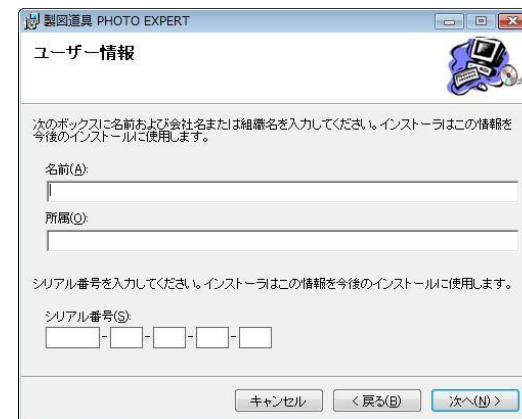 製図道具 PHOTO EXPERT
ユーザー情報
次のボックスに名前および会社名または組織名を入力してください。インストーラはこの情報を
今後のインストールに使用します。
名前(A):
所属(O):
シリアル番号を入力してください。インストーラはこの情報を今後のインストールに使用します。
シリアル番号(S):
- - - -
キャンセル < 戻る(B) 次へ(N) >